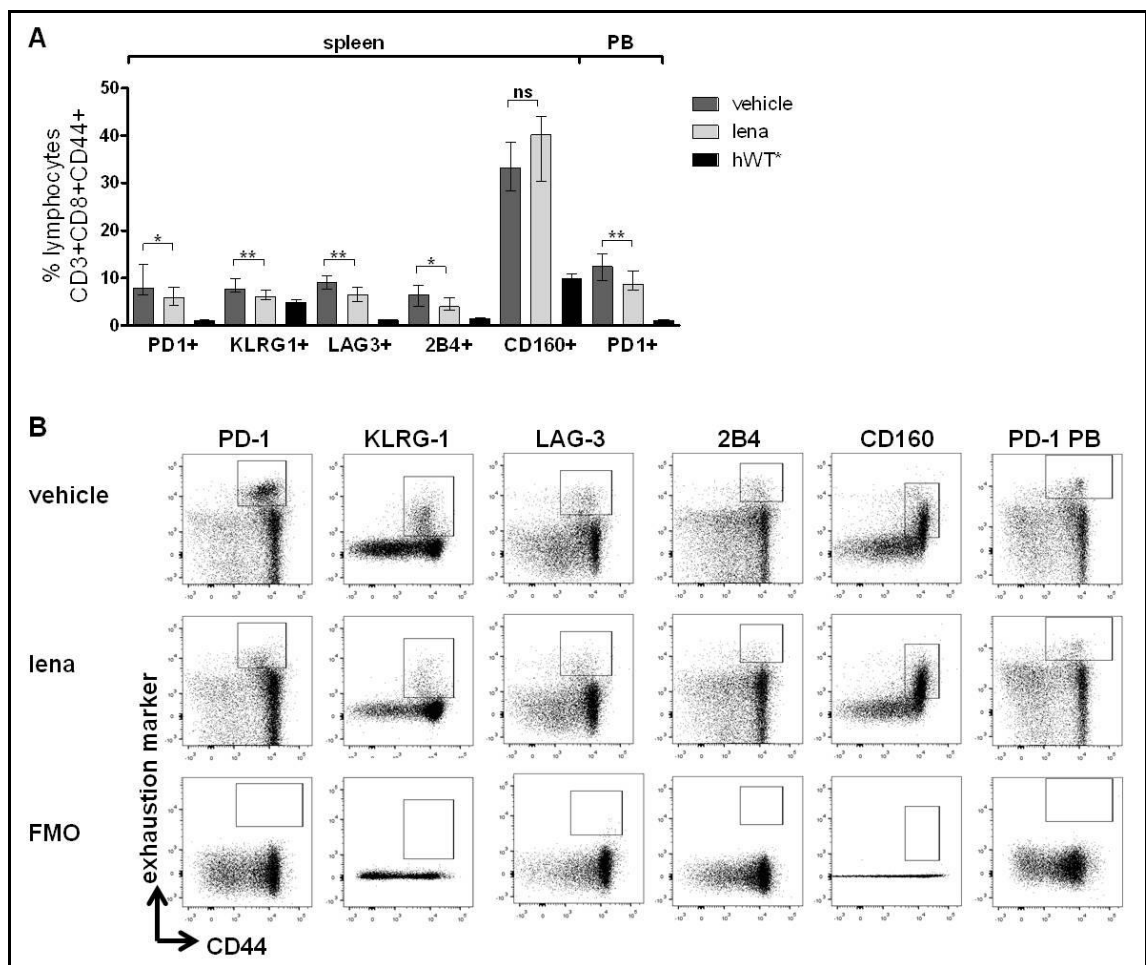 A
spleen PB
% lymphocytes
CD3+CD8+CD44+
50
40
30
20
10
0
* ** ** * ns **
PD1+ KLRG1+ LAG3+ 2B4+ CD160+ PD1+
vehicle
lena
hWT*
B
PD-1 KLRG-1 LAG-3 2B4 CD160 PD-1 PB
vehicle
lena
FMO
exhaustion marker
CD44